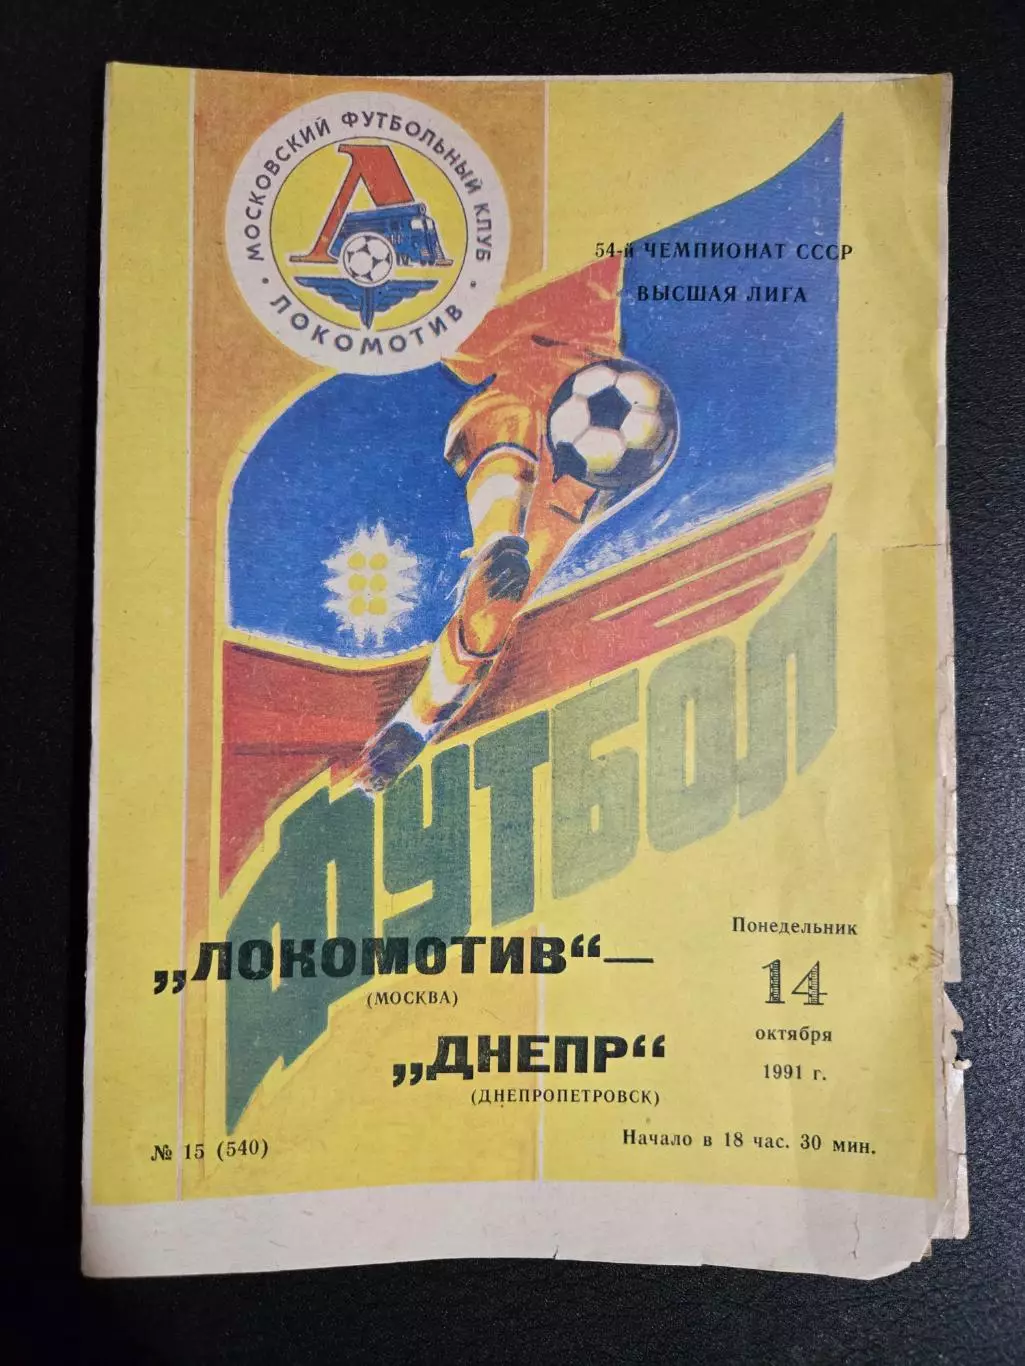 МОСКОВСКИЙ ФУТБОЛЬНЫЙ КЛУБ
• ЛОКОМОТИВ •
Л
54-й ЧЕМПИОНАТ СССР
ВЫСШАЯ ЛИГА
ФУТБОЛ
„ЛОКОМОТИВ“—
(МОСКВА)
„ДНЕПР“
(ДНЕПРОПЕТРОВСК)
Понедельник
14
октября
1991 г.
№ 15 (540)
Начало в 18 час. 30 мин.